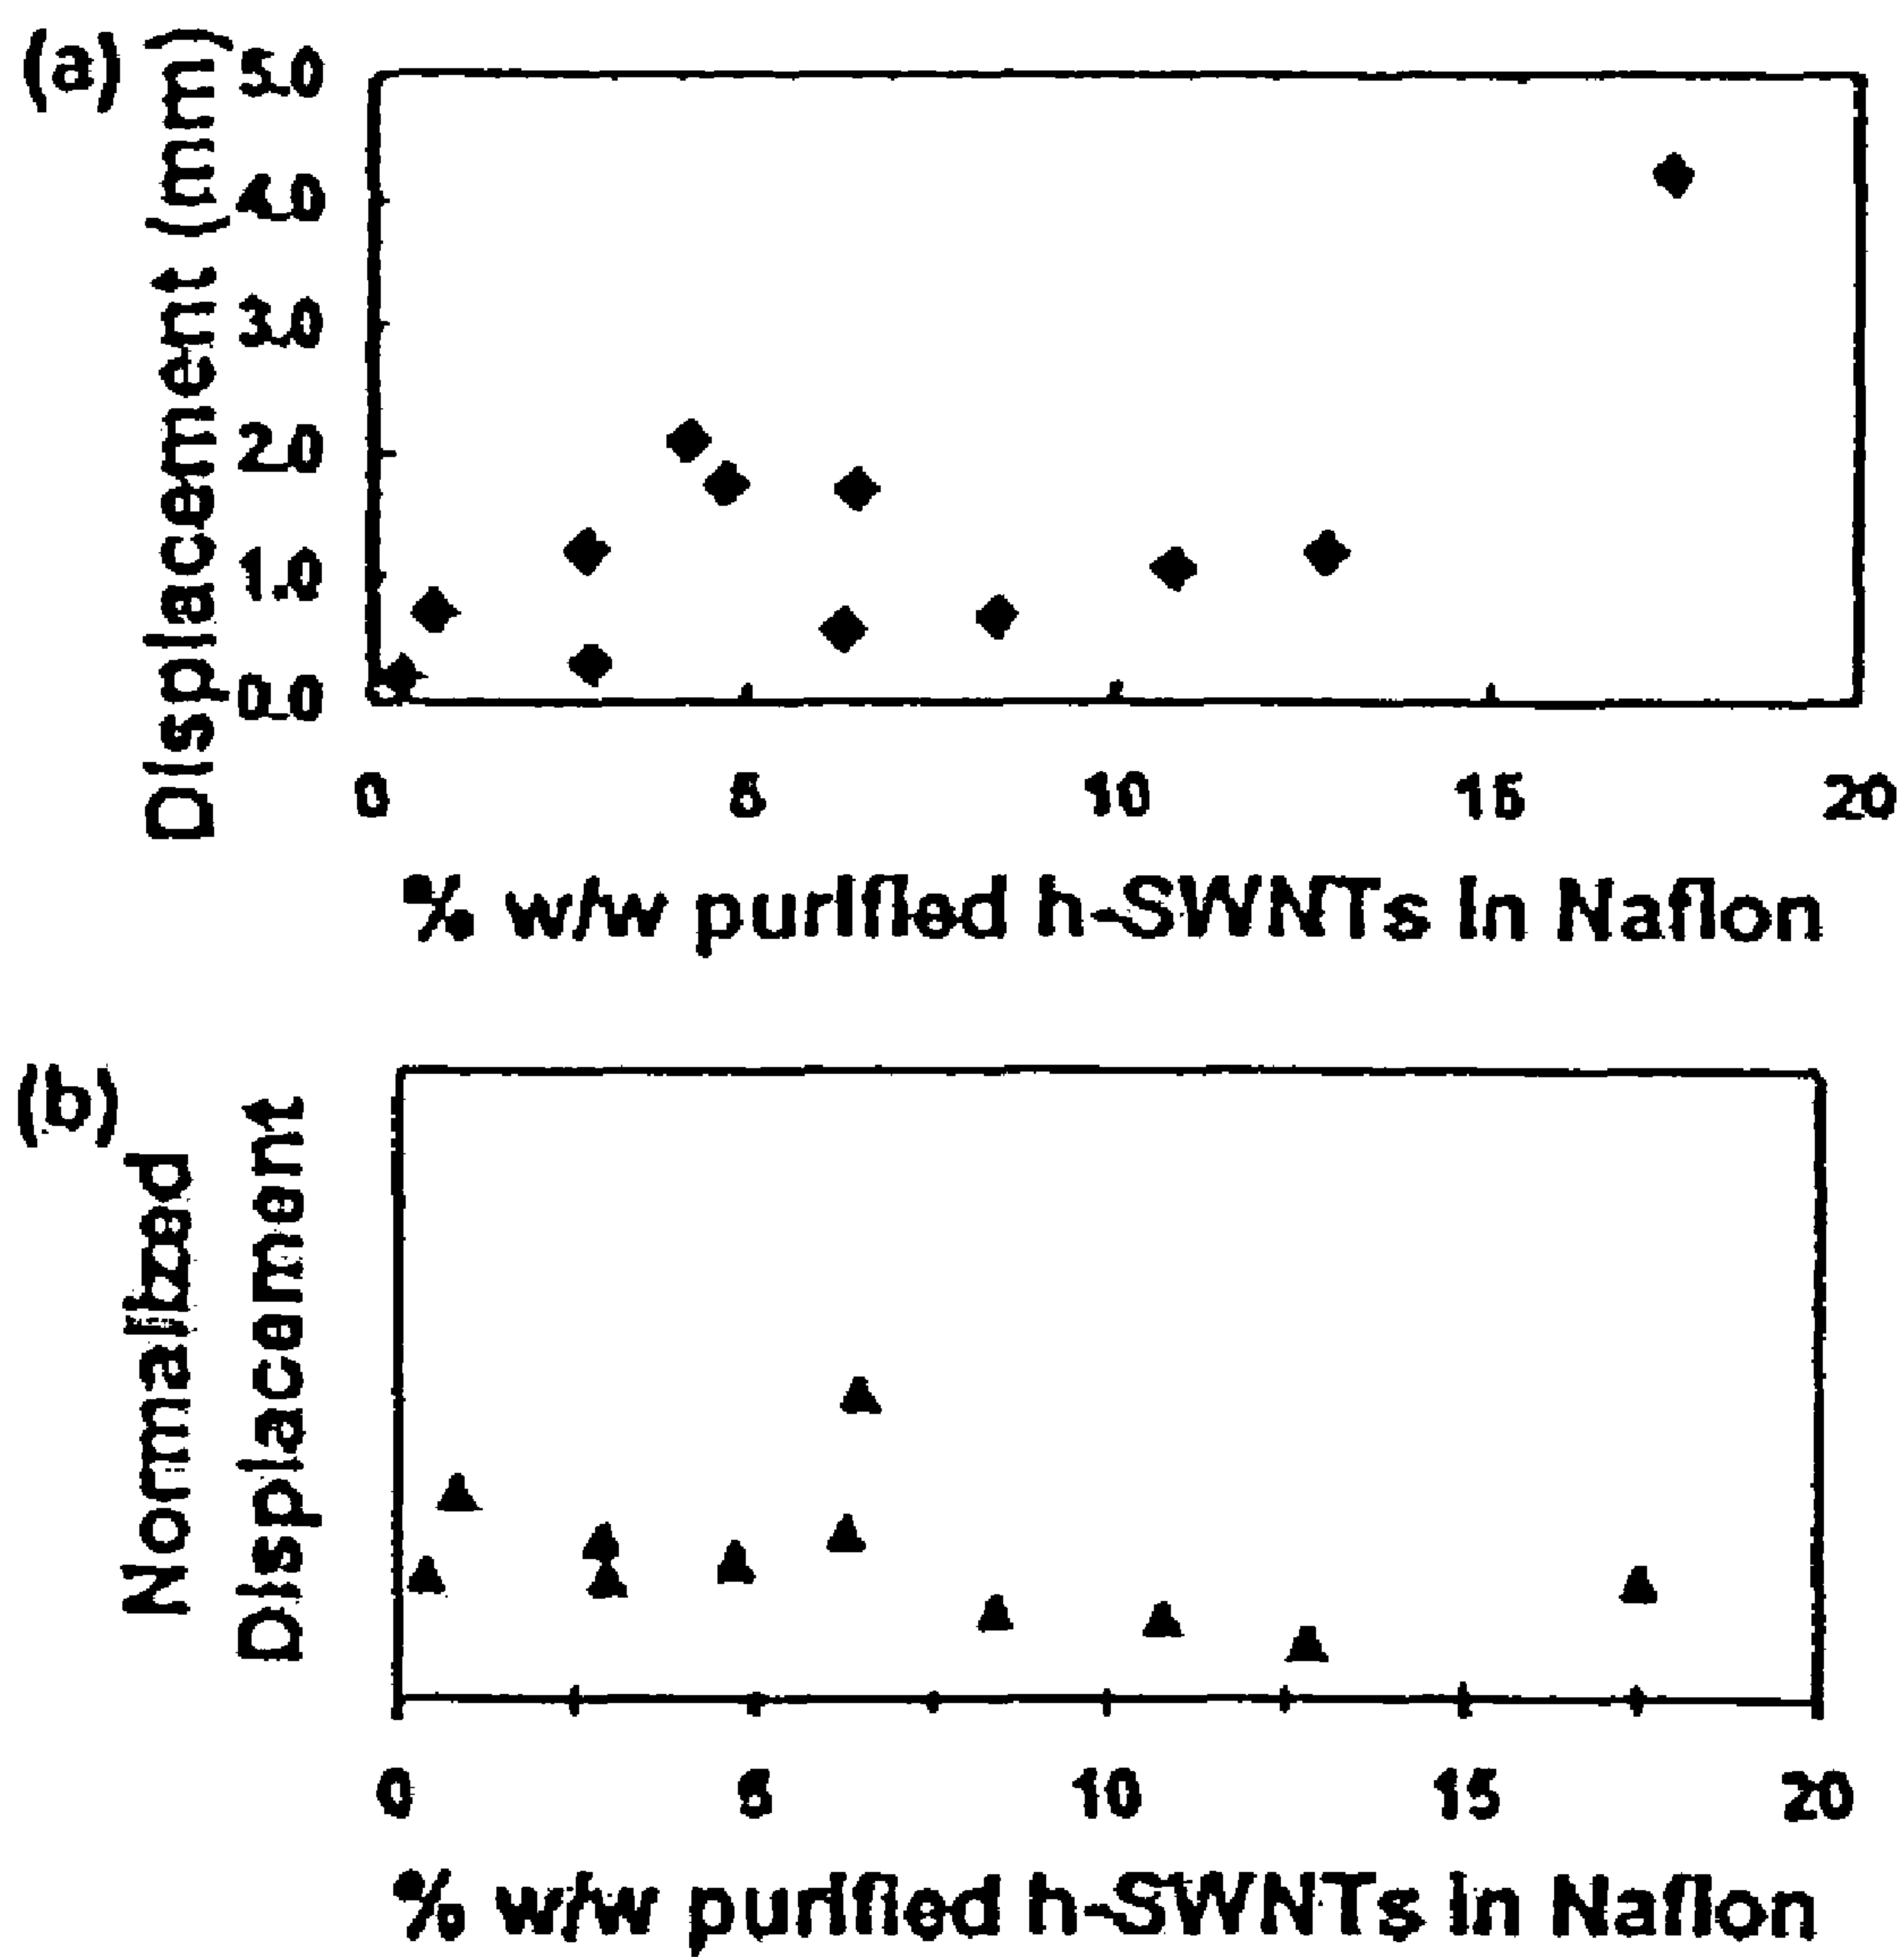 (a)
Displacement (mm)
5.0
4.0
3.0
2.0
1.0
0.0
0 5 10 15 20
% w/w purified h-SWNTs in Nafion
(b)
Normalized
Displacement
0 5 10 15 20
% w/w purified h-SWNTs in Nafion